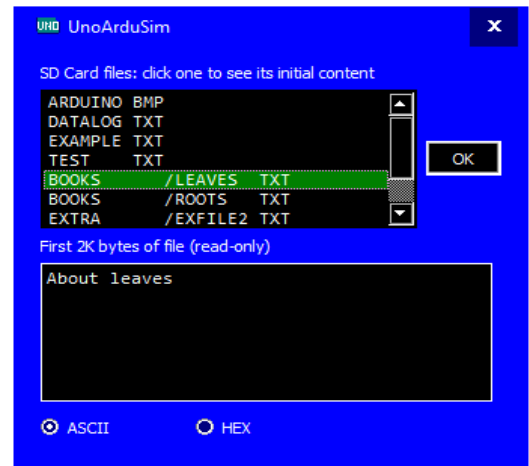 UNO UnoArduSim X
SD Card files: click one to see its initial content
ARDUINO BMP
DATALOG TXT
EXAMPLE TXT
TEST TXT
BOOKS /LEAVES TXT
BOOKS /ROOTS TXT
EXTRA /EXFILE2 TXT
OK
First 2K bytes of file (read-only)
About leaves
ASCII HEX